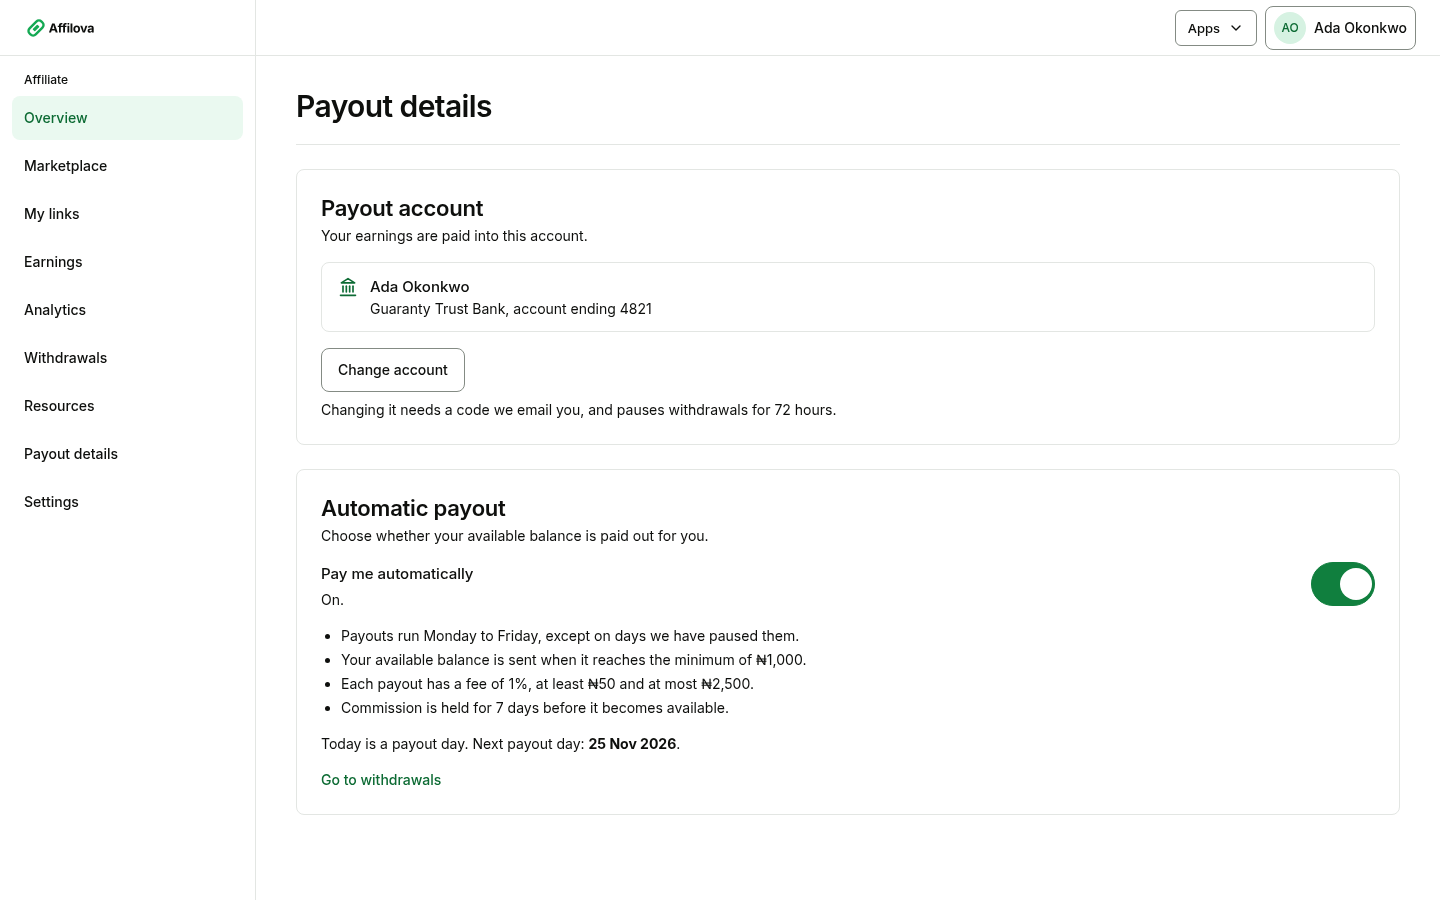 Affilova
Apps
AO
Ada Okonkwo
Affiliate
Overview
Marketplace
My links
Earnings
Analytics
Withdrawals
Resources
Payout details
Settings
Payout details
Payout account
Your earnings are paid into this account.
Ada Okonkwo
Guaranty Trust Bank, account ending 4821
Change account
Changing it needs a code we email you, and pauses withdrawals for 72 hours.
Automatic payout
Choose whether your available balance is paid out for you.
Pay me automatically
On.
• Payouts run Monday to Friday, except on days we have paused them.
• Your available balance is sent when it reaches the minimum of ₦1,000.
• Each payout has a fee of 1%, at least ₦50 and at most ₦2,500.
• Commission is held for 7 days before it becomes available.
Today is a payout day. Next payout day: 25 Nov 2026.
Go to withdrawals